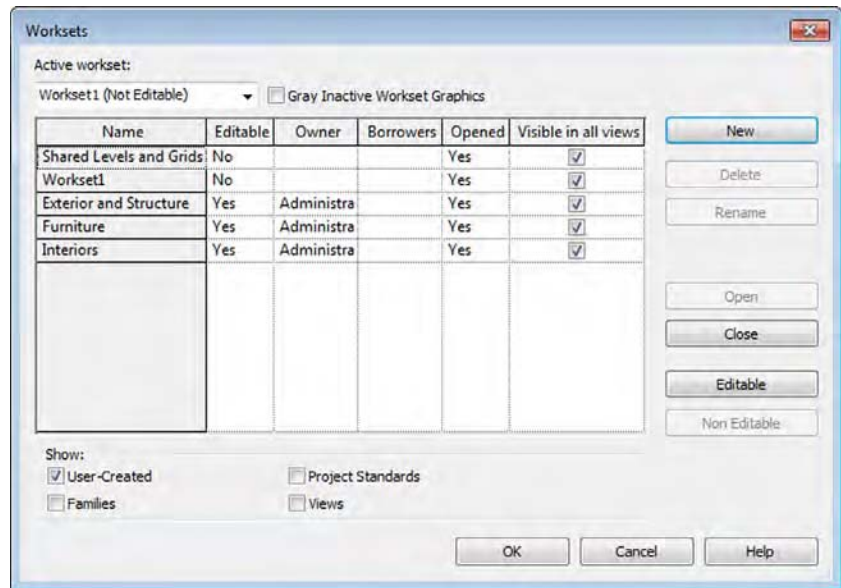 Worksets
Active workset:
Workset1 (Not Editable) Gray Inactive Workset Graphics
Name Editable Owner Borrowers Opened Visible in all views
Shared Levels and Grids No Yes
Workset1 No Yes
Exterior and Structure Yes Administra Yes
Furniture Yes Administra Yes
Interiors Yes Administra Yes
New
Delete
Rename
Open
Close
Editable
Non Editable
Show:
User-Created Project Standards
Families Views
OK Cancel Help